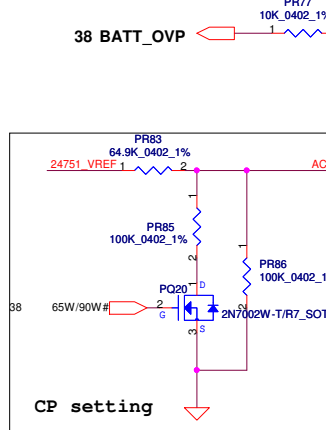 PR77
10K_0402_1%
38 BATT_OVP
1
PR83
64.9K_0402_1%
24751_VREF 1 2 AC
1
PR85
100K_0402_1%
2
1
PR86
100K_0402_1%
2
PQ20
1 D
38 65W/90W# 2
G
2N7002W-T/R7_SOT
3 S
CP setting